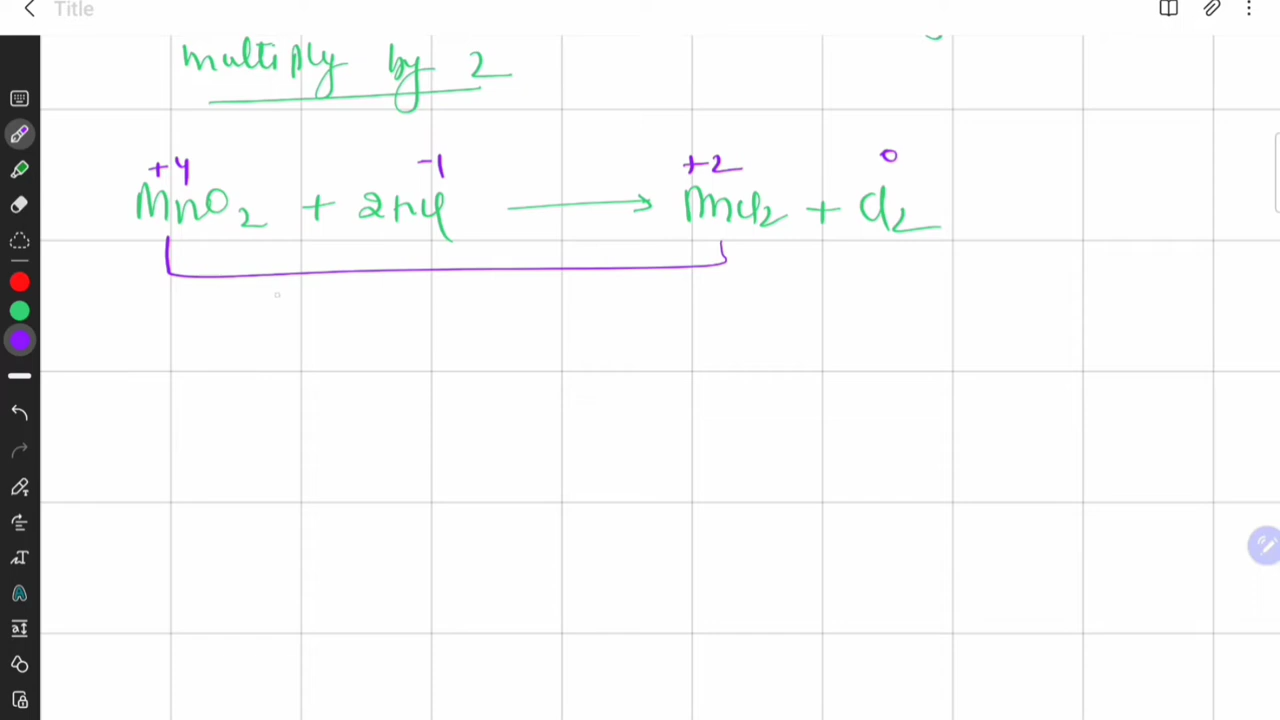 Title
multiply by 2
+4 -1 +2 0
MnO2 + 2HCl → MnCl2 + Cl2